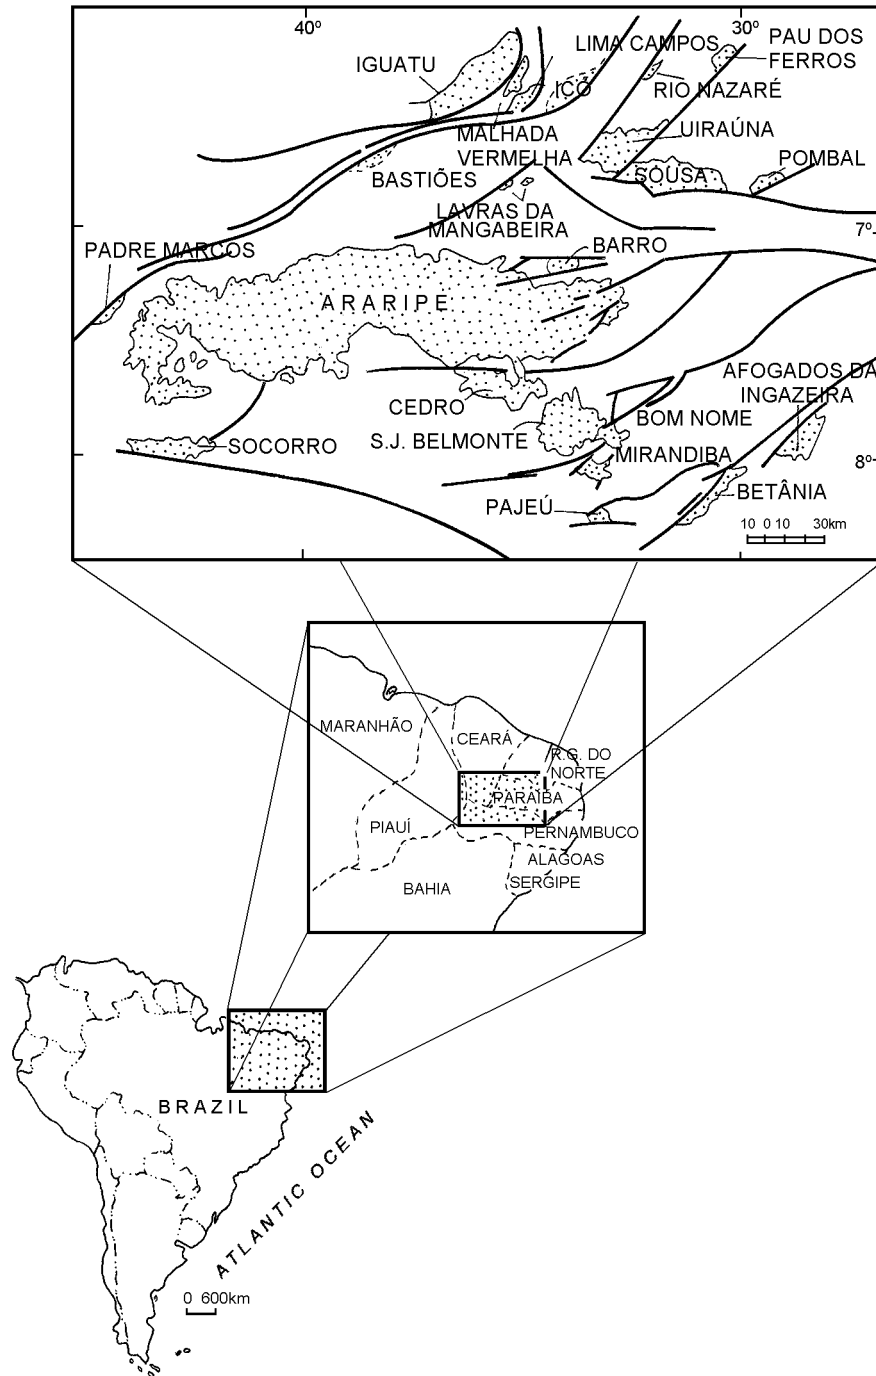 40º
30º
IGUATU
LIMA CAMPOS
PAU DOS
FERROS
ICÓ
RIO NAZARÉ
MALHADA
VERMELHA
UIRAÚNA
BASTIÕES
SOUSA
POMBAL
LAVRAS DA
MANGABEIRA
7º
PADRE MARCOS
BARRO
ARARIPE
AFOGADOS DA
INGAZEIRA
CEDRO
BOM NOME
S.J. BELMONTE
SOCORRO
MIRANDIBA
8º
PAJEÚ
BETÂNIA
10 0 10 30km
MARANHÃO
CEARÁ
R.G. DO
NORTE
PARAÍBA
PIAUÍ
PERNAMBUCO
ALAGOAS
BAHIA
SERGIPE
BRAZIL
ATLANTIC OCEAN
0 600km